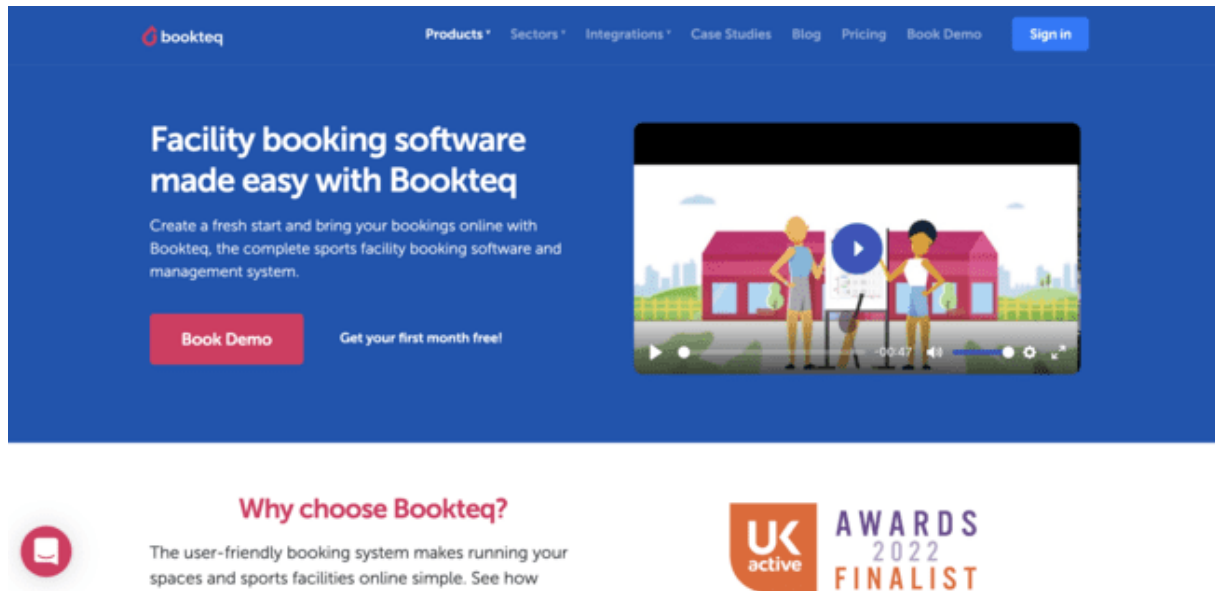 bookteq
Products Sectors Integrations Case Studies Blog Pricing Book Demo Sign in
Facility booking software
made easy with Bookteq
Create a fresh start and bring your bookings online with
Bookteq, the complete sports facility booking software and
management system.
Book Demo
Get your first month free!
-00:47
Why choose Bookteq?
The user-friendly booking system makes running your
spaces and sports facilities online simple. See how
UK
active
AWARDS
2022
FINALIST